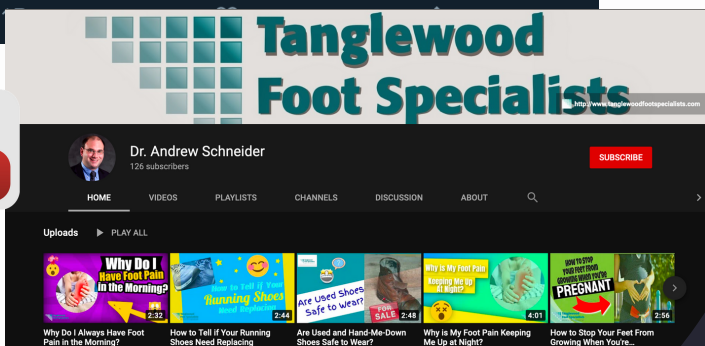 Tanglewood
Foot Specialists
http://www.tanglewoodfootspecialists.com
Dr. Andrew Schneider
126 subscribers
SUBSCRIBE
HOME VIDEOS PLAYLISTS CHANNELS DISCUSSION ABOUT
Uploads PLAY ALL
Why Do I
Have Foot Pain
in the Morning?
2:32
How to Tell if Your
Running Shoes
Need Replacing
2:44
Are Used Shoes
Safe to Wear?
FOR
SALE
2:48
Why Is My Foot Pain
Keeping Me Up
At Night?
4:01
HOW TO STOP
YOUR FEET FROM
GROWING WHEN YOU'RE
PREGNANT
2:56
Why Do I Always Have Foot
Pain in the Morning?
How to Tell if Your Running
Shoes Need Replacing
Are Used and Hand-Me-Down
Shoes Safe to Wear?
Why is My Foot Pain Keeping
Me Up at Night?
How to Stop Your Feet From
Growing When You're...